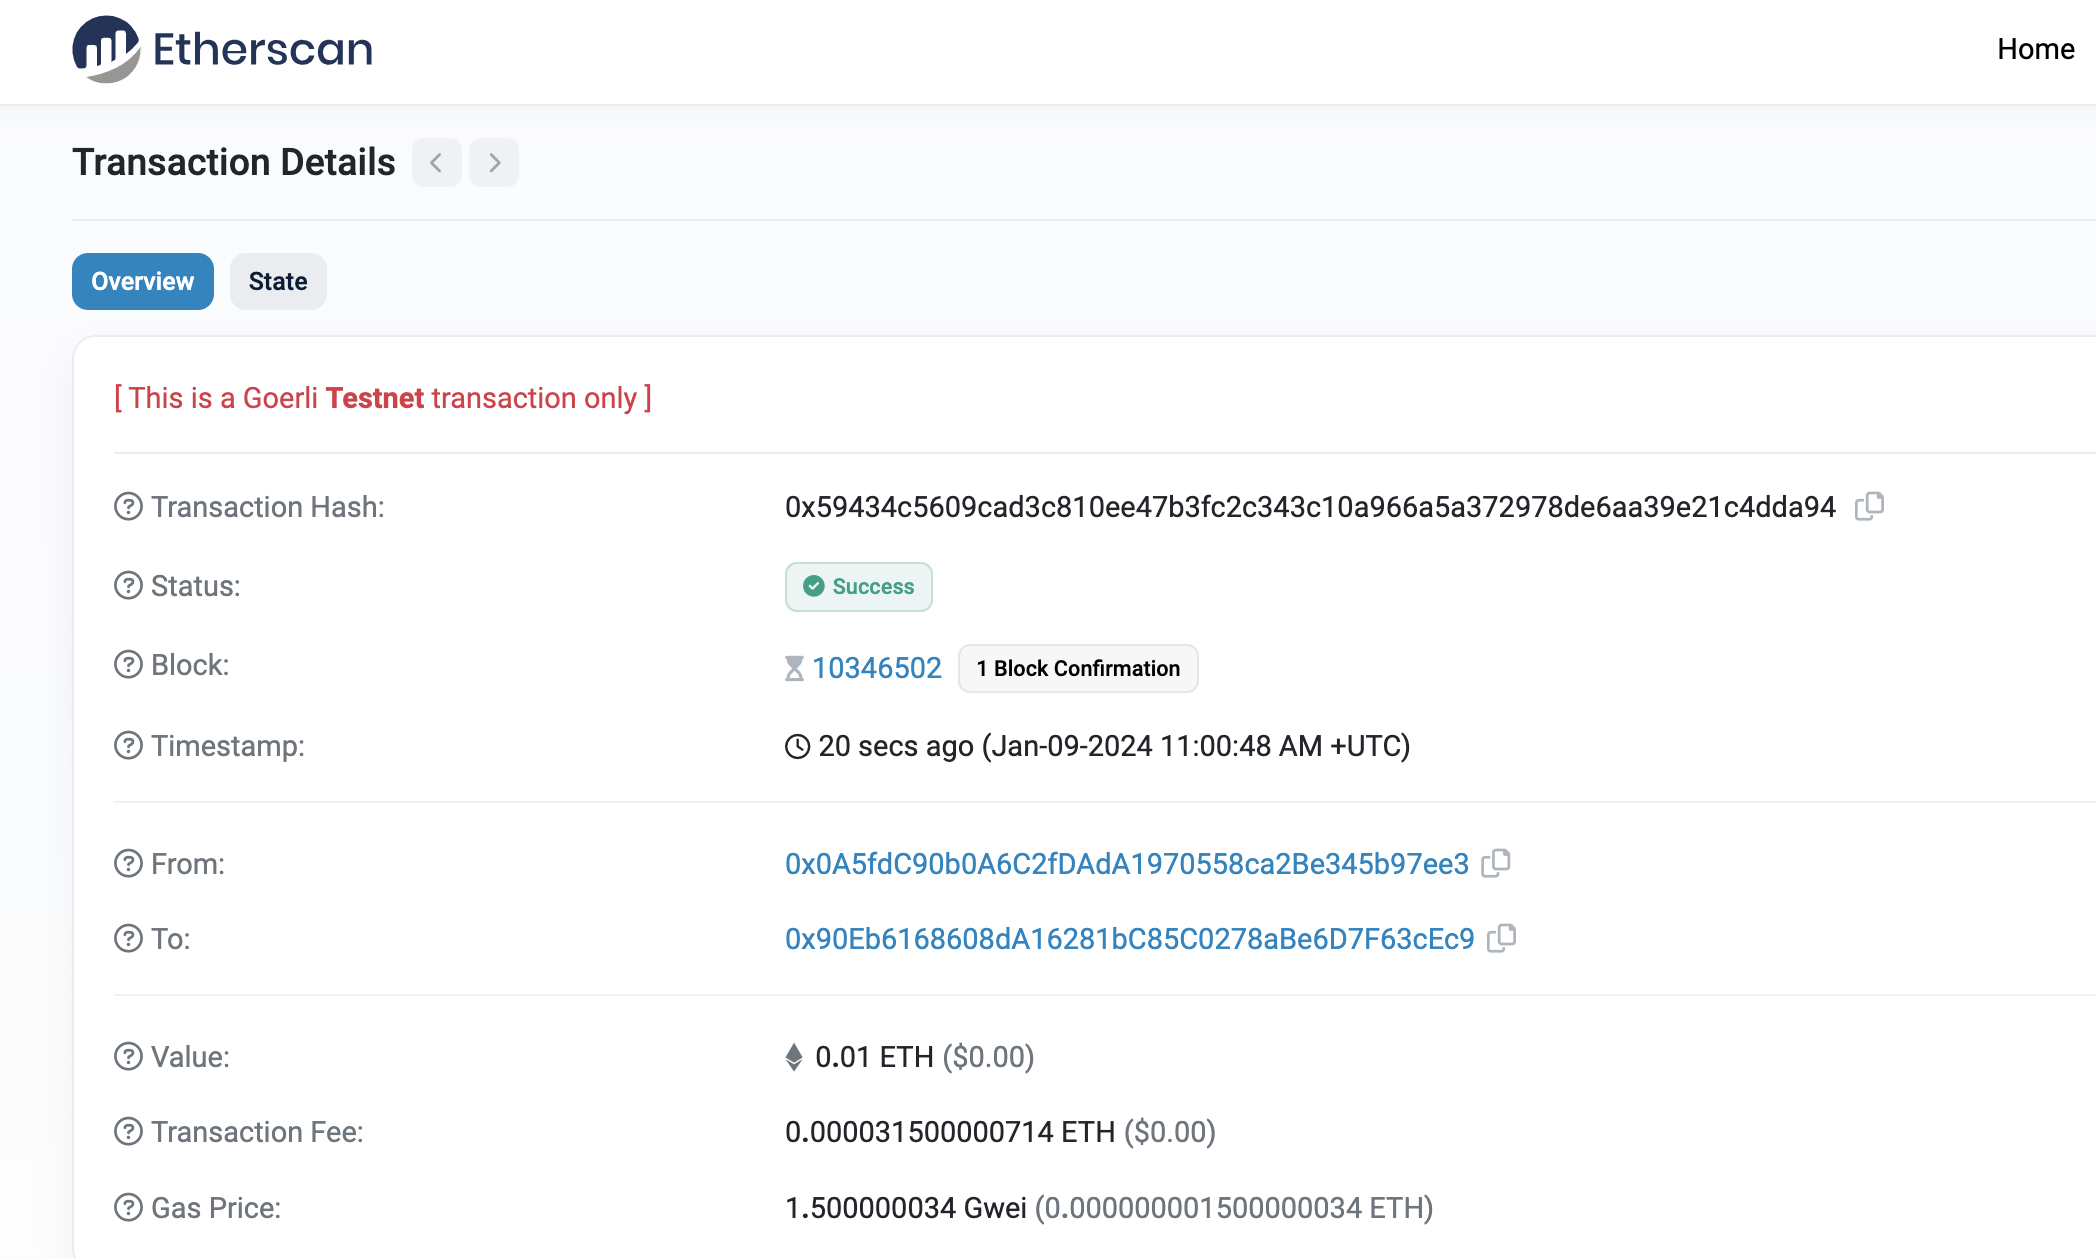 Etherscan
Home
Transaction Details
Overview
State
[ This is a Goerli Testnet transaction only ]
Transaction Hash: 0x59434c5609cad3c810ee47b3fc2c343c10a966a5a372978de6aa39e21c4dda94
Status: Success
Block: 10346502 1 Block Confirmation
Timestamp: 20 secs ago (Jan-09-2024 11:00:48 AM +UTC)
From: 0x0A5fdC90b0A6C2fDAdA1970558ca2Be345b97ee3
To: 0x90Eb6168608dA16281bC85C0278aBe6D7F63cEc9
Value: 0.01 ETH ($0.00)
Transaction Fee: 0.000031500000714 ETH ($0.00)
Gas Price: 1.500000034 Gwei (0.000000001500000034 ETH)